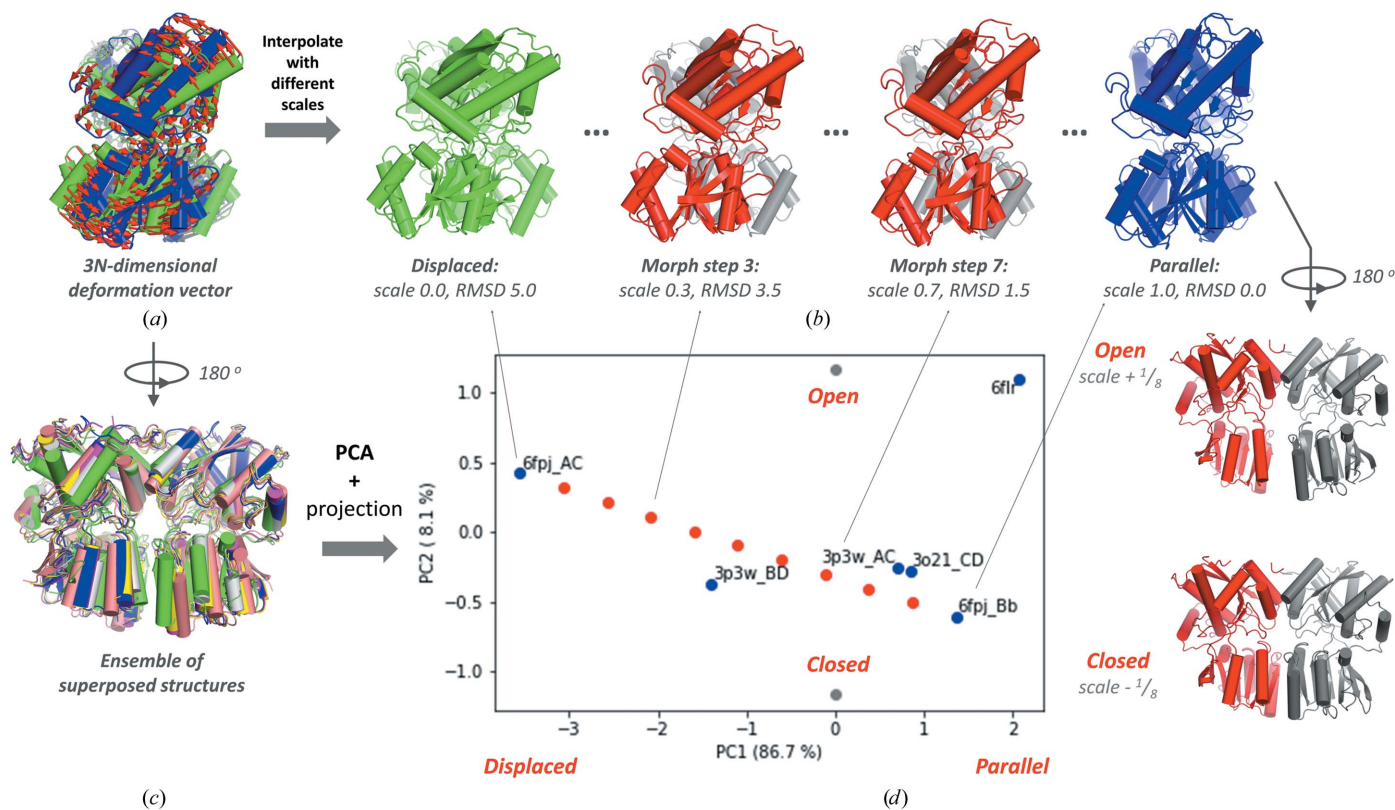 Interpolate
with
different
scales
...
...
...
3N-dimensional
deformation vector
Displaced:
scale 0.0, RMSD 5.0
Morph step 3:
scale 0.3, RMSD 3.5
Morph step 7:
scale 0.7, RMSD 1.5
Parallel:
scale 1.0, RMSD 0.0
(a)
(b)
180 o
180 o
Open
scale + 1/8
PCA
+
projection
Ensemble of
superposed structures
PC2 ( 8.1 %)
1.0
0.5
0.0
−0.5
−1.0
Open
6flr
6fpj_AC
3p3w_BD
3p3w_AC
3o21_CD
6fpj_Bb
Closed
−3
−2
−1
0
1
2
PC1 (86.7 %)
Closed
scale - 1/8
Displaced
Parallel
(c)
(d)